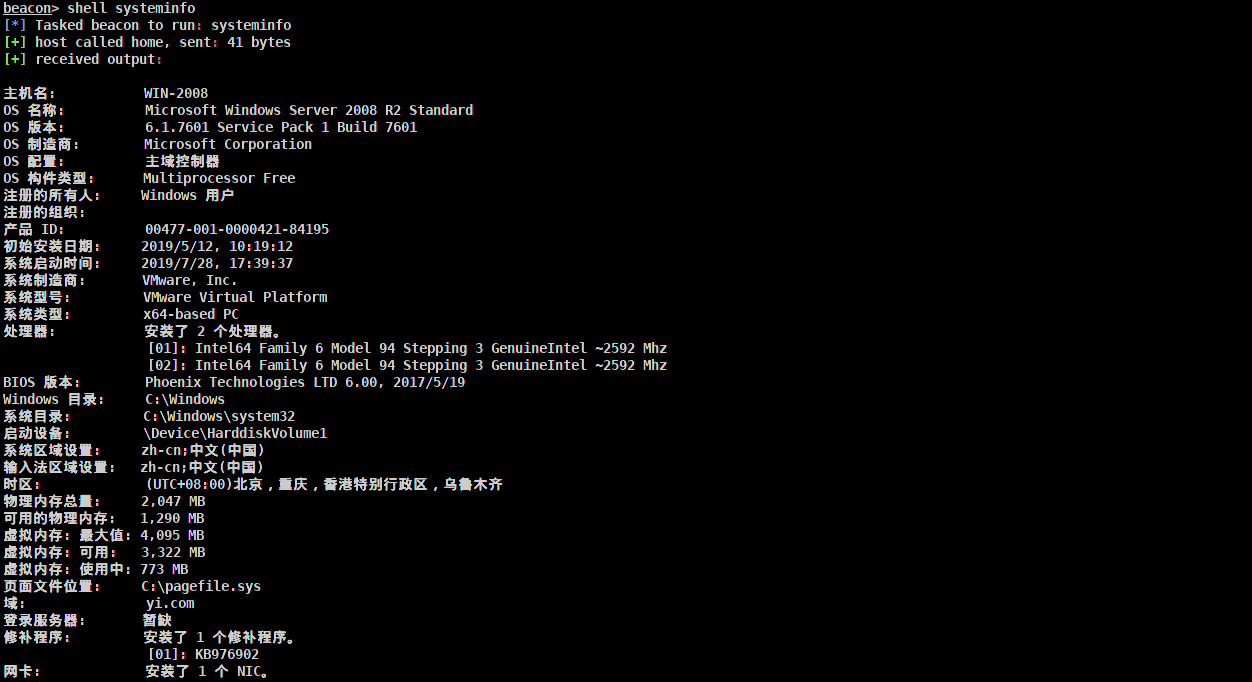 beacon> shell systeminfo
[*] Tasked beacon to run: systeminfo
[+] host called home, sent: 41 bytes
[+] received output:
主机名:           WIN-2008
OS 名称:          Microsoft Windows Server 2008 R2 Standard
OS 版本:          6.1.7601 Service Pack 1 Build 7601
OS 制造商:        Microsoft Corporation
OS 配置:          主域控制器
OS 构件类型:      Multiprocessor Free
注册的所有人:     Windows 用户
注册的组织:
产品 ID:          00477-001-0000421-84195
初始安装日期:     2019/5/12, 10:19:12
系统启动时间:     2019/7/28, 17:39:37
系统制造商:       VMware, Inc.
系统型号:         VMware Virtual Platform
系统类型:         x64-based PC
处理器:           安装了 2 个处理器。
[01]: Intel64 Family 6 Model 94 Stepping 3 GenuineIntel ~2592 Mhz
[02]: Intel64 Family 6 Model 94 Stepping 3 GenuineIntel ~2592 Mhz
BIOS 版本:        Phoenix Technologies LTD 6.00, 2017/5/19
Windows 目录:     C:\Windows
系统目录:         C:\Windows\system32
启动设备:         \Device\HarddiskVolume1
系统区域设置:     zh-cn;中文(中国)
输入法区域设置:   zh-cn;中文(中国)
时区:             (UTC+08:00)北京，重庆，香港特别行政区，乌鲁木齐
物理内存总量:     2,047 MB
可用的物理内存:   1,290 MB
虚拟内存: 最大值: 4,095 MB
虚拟内存: 可用:   3,322 MB
虚拟内存: 使用中: 773 MB
页面文件位置:     C:\pagefile.sys
域:               yi.com
登录服务器:       暂缺
修补程序:         安装了 1 个修补程序。
[01]: KB976902
网卡:             安装了 1 个 NIC。